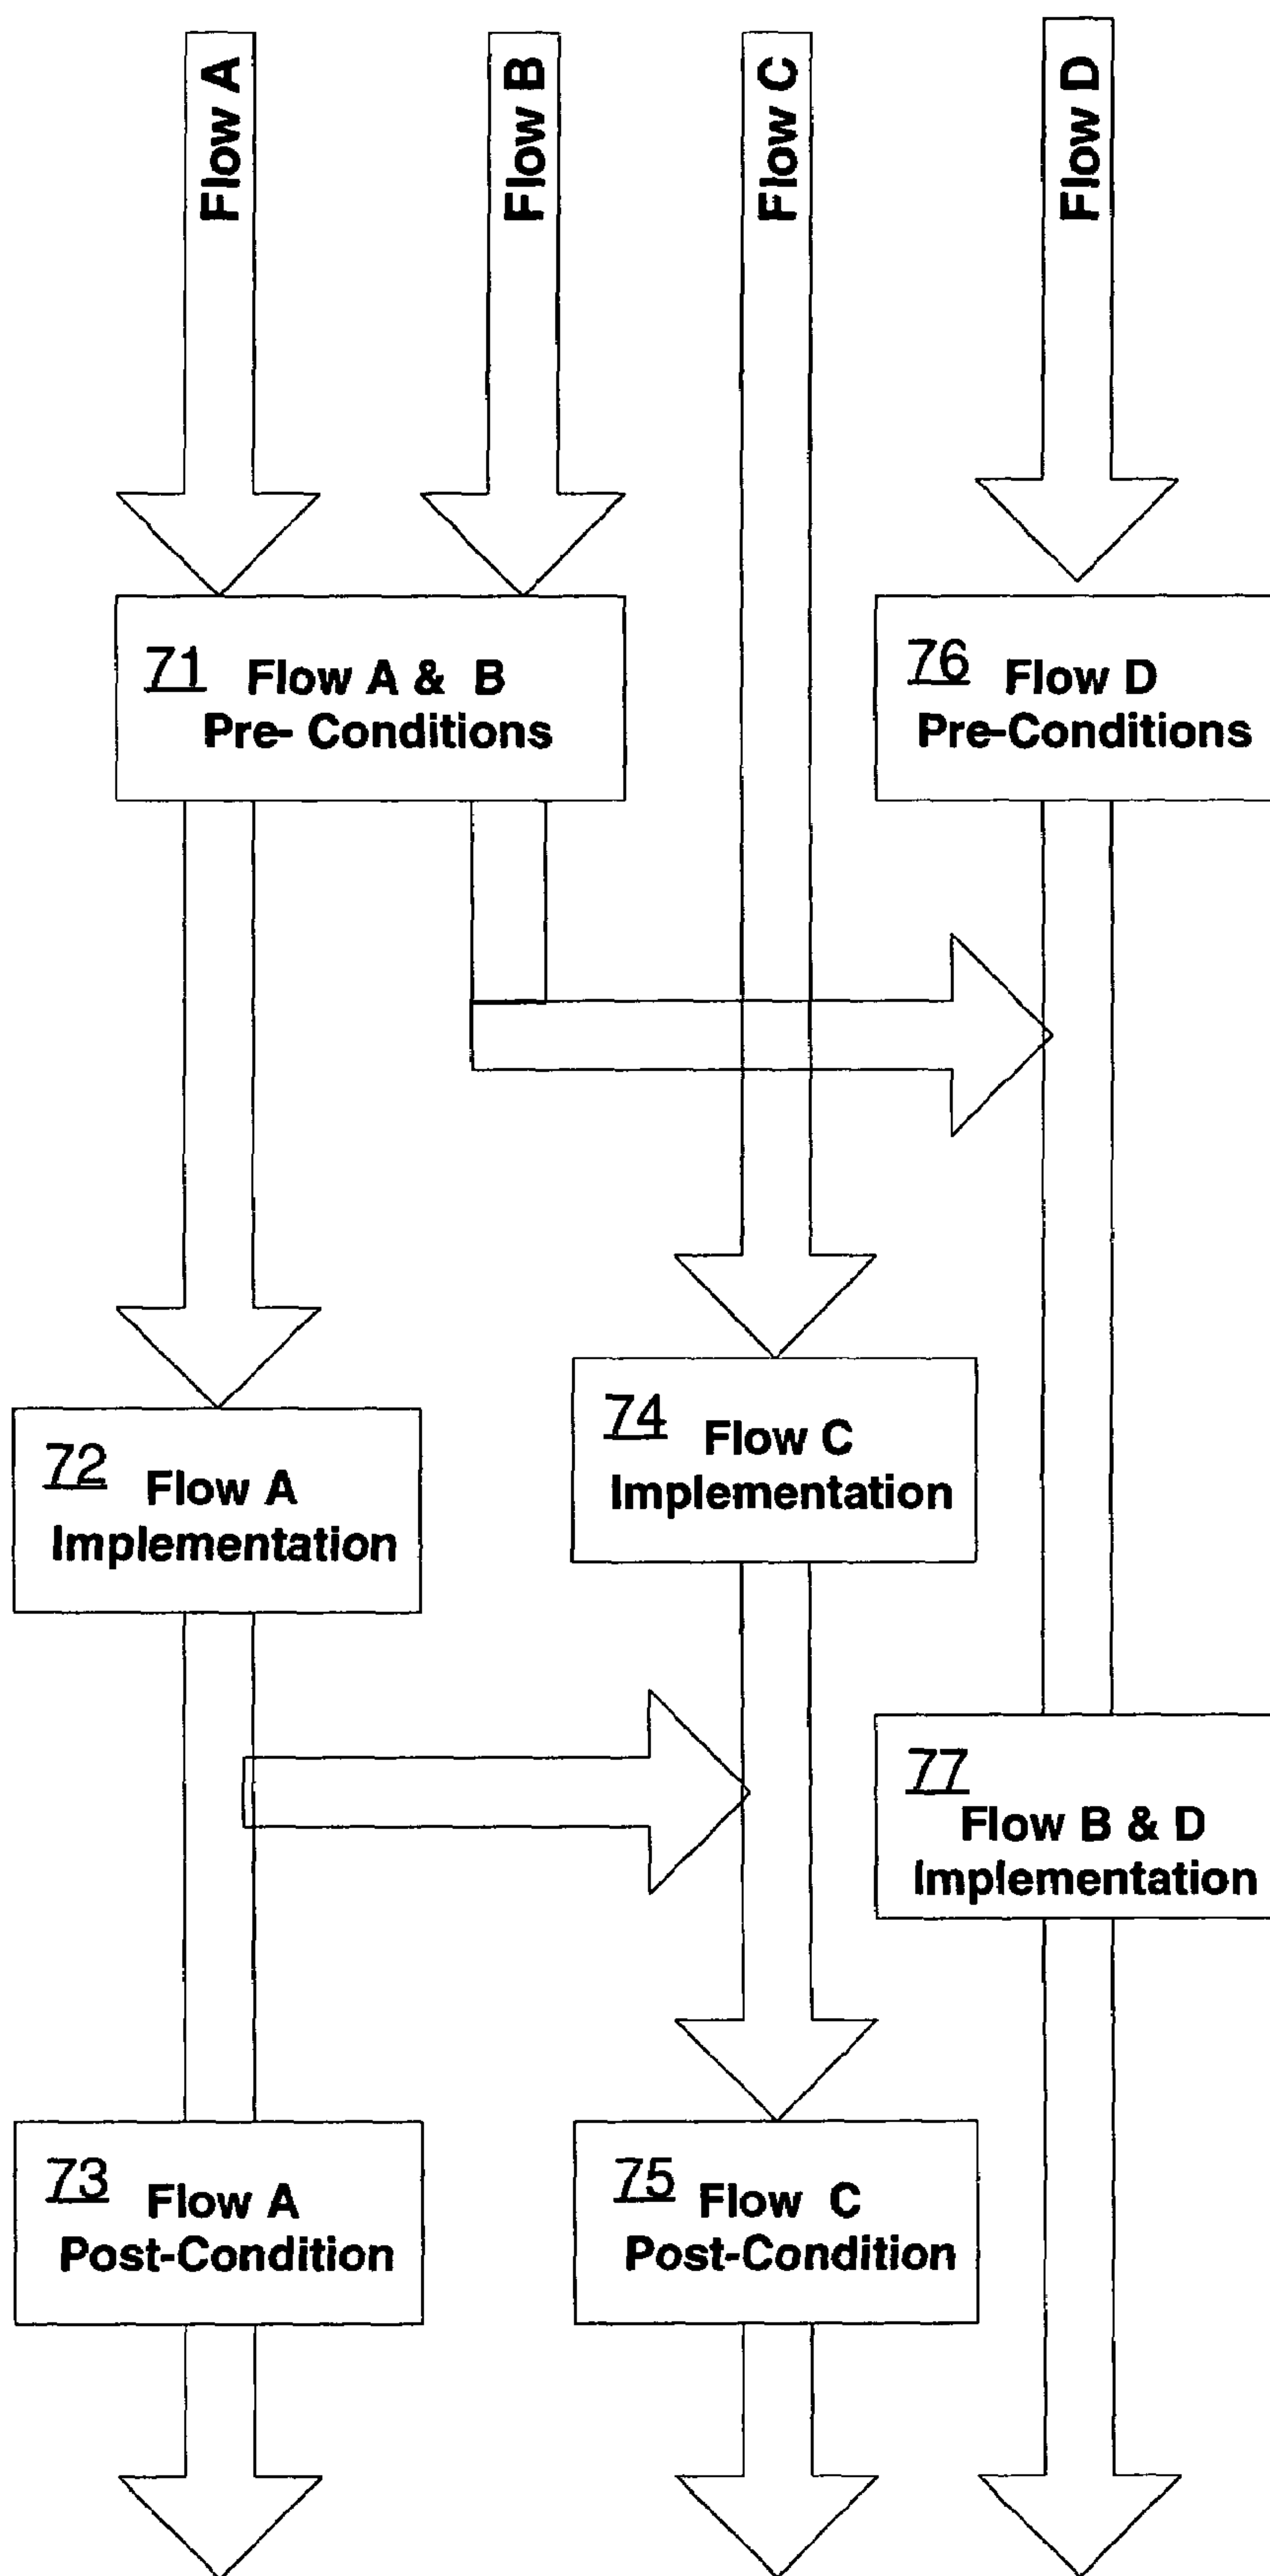 Flow A
Flow B
Flow C
Flow D
71 Flow A & B
Pre- Conditions
76 Flow D
Pre-Conditions
74 Flow C
Implementation
72 Flow A
Implementation
77
Flow B & D
Implementation
73 Flow A
Post-Condition
75 Flow C
Post-Condition